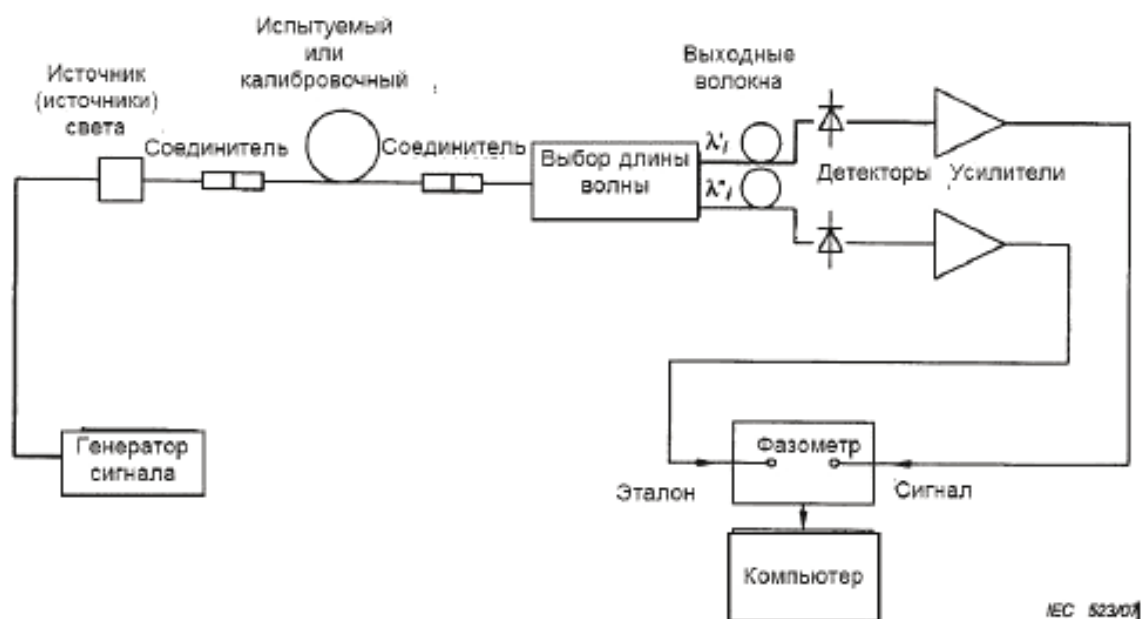 Испытуемый
или
калибровочный
Источник
(источники)
света
Соединитель
Соединитель
Выбор длины
волны
Выходные
волокна
λ'i
λ"i
Детекторы
Усилители
Генератор
сигнала
Фазометр
Эталон
Сигнал
Компьютер
IEC 523/07